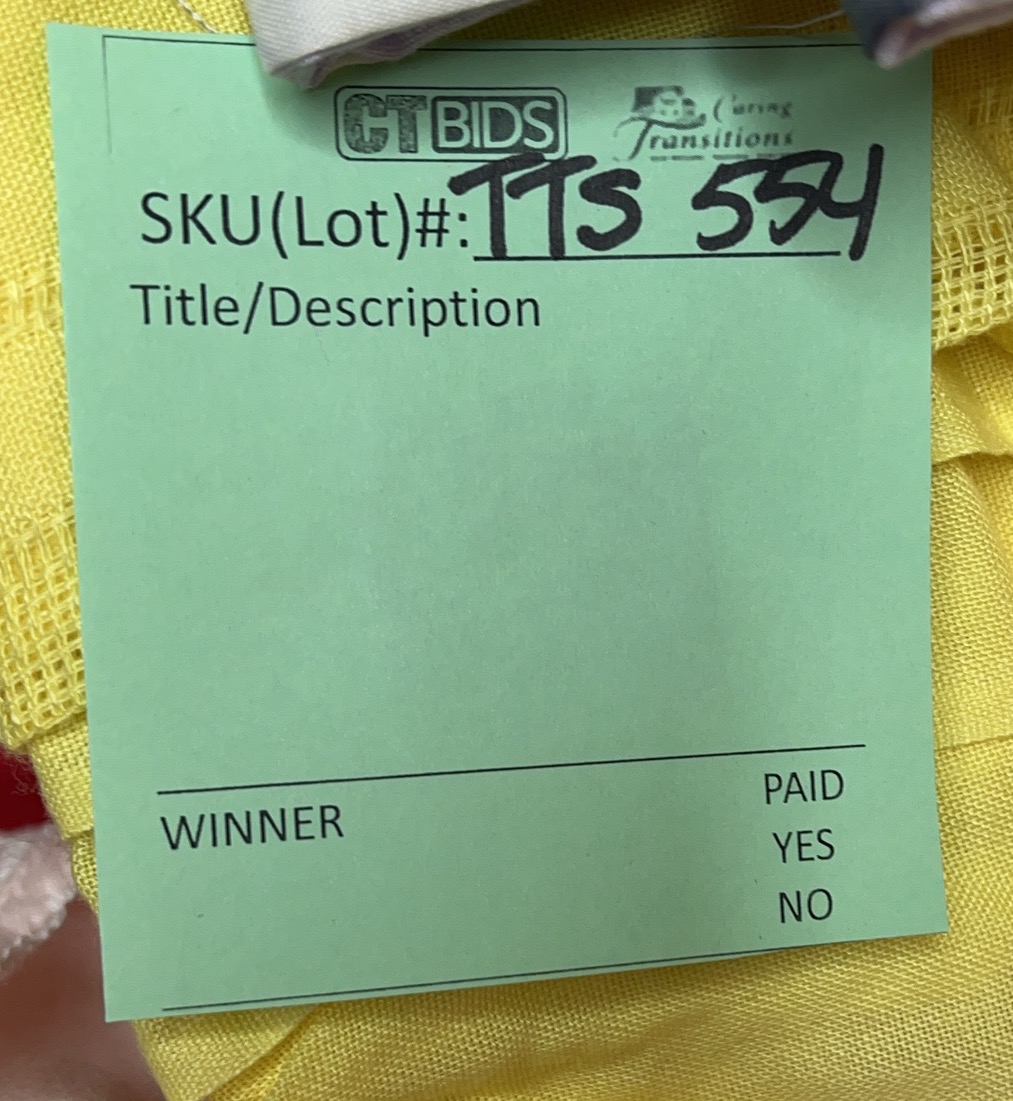 CTBIDS Caring Transitions
SKU(Lot)#: TTS 554
Title/Description
WINNER
PAID
YES
NO